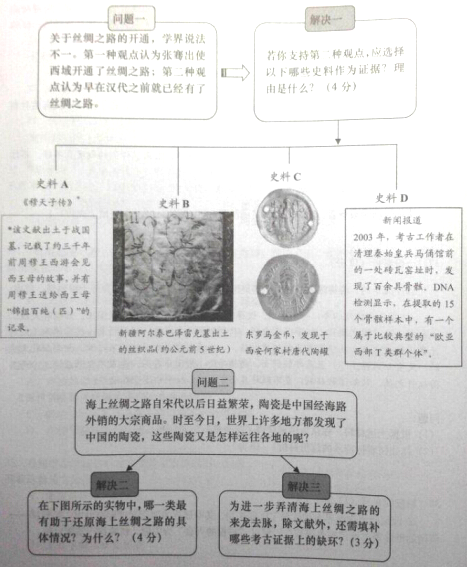 问题一
关于丝绸之路的开通，学界说法
不一。第一种观点认为张骞出使
西域开通了丝绸之路；第二种观
点认为早在汉代之前就已经有了
丝绸之路。
解决一
若你支持第二种观点，应选择
以下哪些史料作为证据？理
由是什么？（4 分）
史料 A
《穆天子传》*
*该文献出土于战国
墓，记载了约三千年
前周穆王西游会见
西王母的故事，并有
周穆王送给西王母
“锦组百纯（匹）”的
记录。
史料 B
新疆阿尔泰巴泽雷克墓出土
的丝织品（约公元前 5 世纪）
史料 C
东罗马金币，发现于
西安何家村唐代陶罐
史料 D
新闻报道
2003 年，考古工作者在
清理秦始皇兵马俑馆前
的一处砖瓦窑址时，发
现了百余具骨骸。DNA
检测显示，在提取的 15
个骨骸样本中，有一个
属于比较典型的“欧亚
西部 T 类群个体”。
问题二
海上丝绸之路自宋代以后日益繁荣，陶瓷是中国经海路
外销的大宗商品。时至今日，世界上许多地方都发现了
中国的陶瓷，这些陶瓷又是怎样运往各地的呢？
解决二
在下图所示的实物中，哪一类最
有助于还原海上丝绸之路的具
体情况？为什么？（4 分）
解决三
为进一步弄清海上丝绸之路的
来龙去脉，除文献外，还需填补
哪些考古证据上的缺环？（3 分）